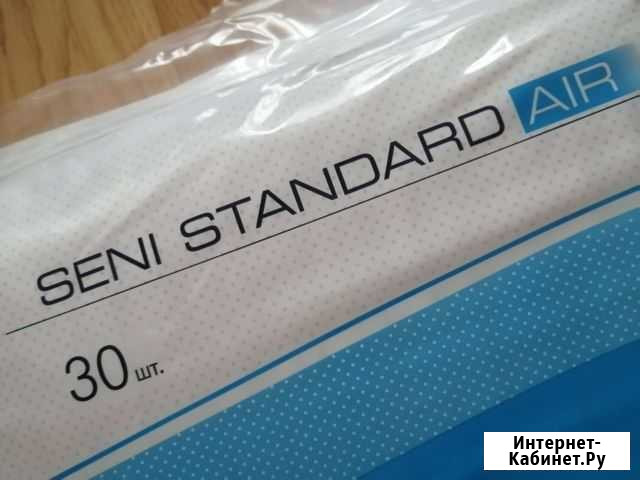 SENI STANDARD AIR
30 шт.
Интернет-
Кабинет.Ру